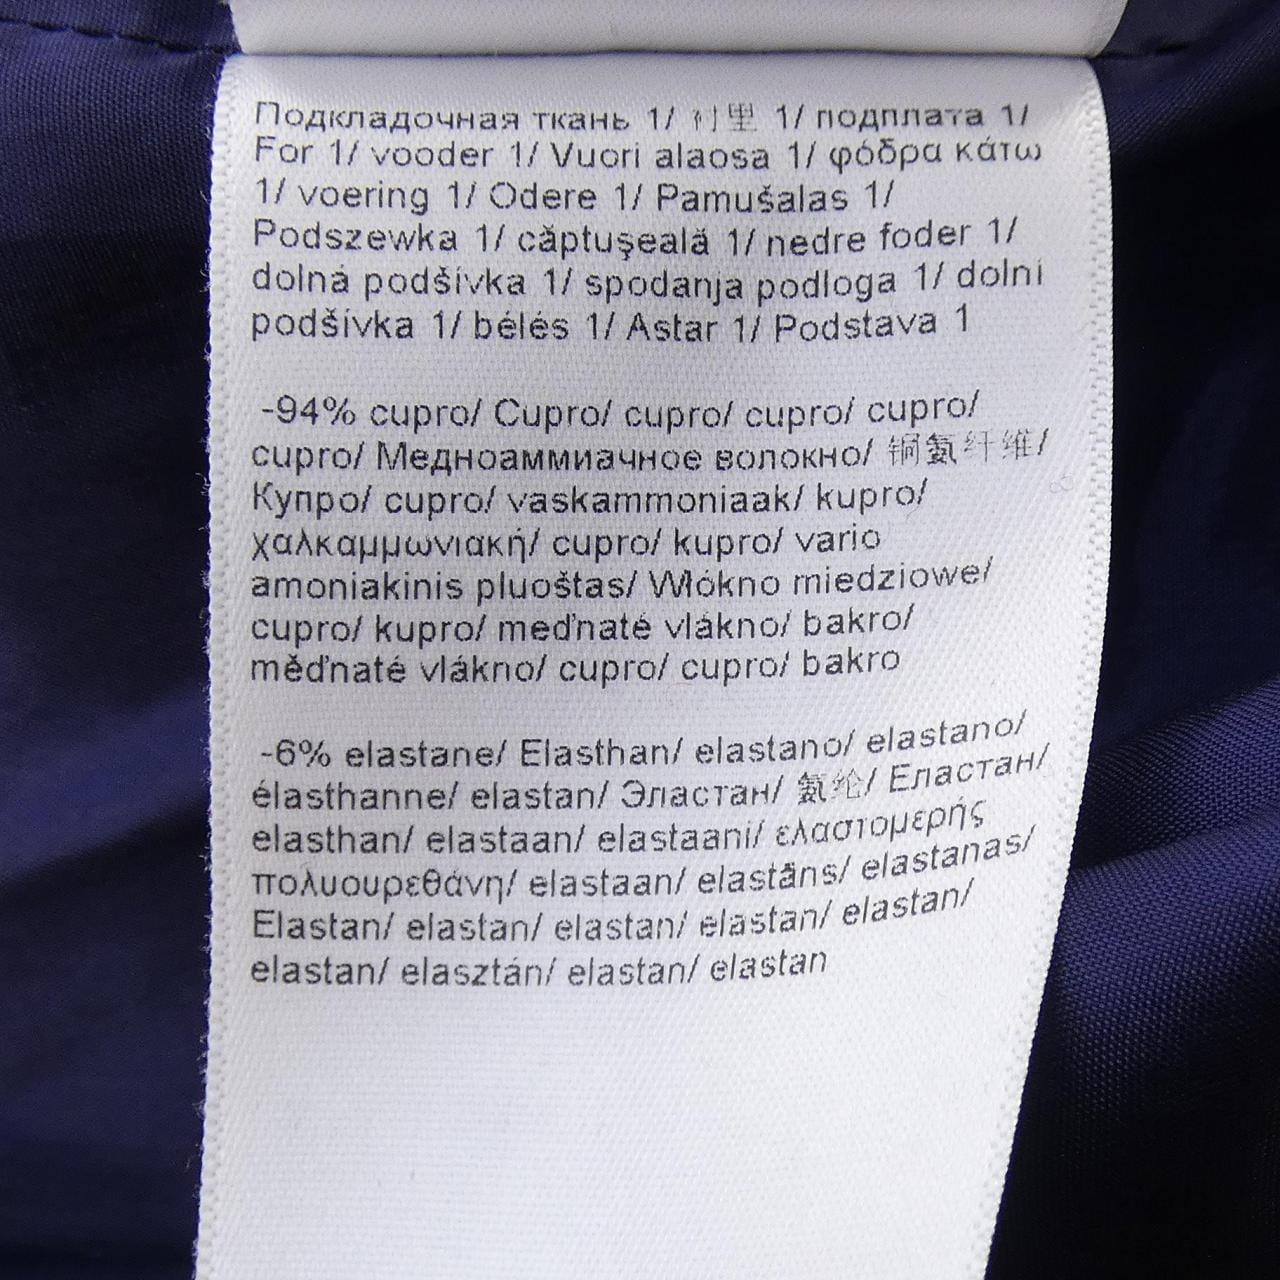 Подкладочная ткань 1/ 衬里 1/ подплата 1/
For 1/ vooder 1/ Vuori alaosa 1/ φόδρα κάτω
1/ voering 1/ Odere 1/ Pamušalas 1/
Podszewka 1/ căptuşeală 1/ nedre foder 1/
dolná podšívka 1/ spodanja podloga 1/ dolní
podšívka 1/ bélés 1/ Astar 1/ Podstava 1
-94% cupro/ Cupro/ cupro/ cupro/ cupro/
cupro/ Медноаммиачное волокно/ 铜氨纤维/
Купро/ cupro/ vaskammoniaak/ kupro/
χαλκαμμωνιακή/ cupro/ kupro/ vario
amoniakinis pluoštas/ Włókno miedziowe/
cupro/ kupro/ meďnaté vlákno/ bakro/
měďnaté vlákno/ cupro/ cupro/ bakro
-6% elastane/ Elasthan/ elastano/ elastano/
élasthanne/ elastan/ Эластан/ 氨纶/ Еластан/
elasthan/ elastaan/ elastaani/ ελαστομερής
πολυουρεθάνη/ elastaan/ elastāns/ elastanas/
Elastan/ elastan/ elastan/ elastan/ elastan/
elastan/ elasztán/ elastan/ elastan